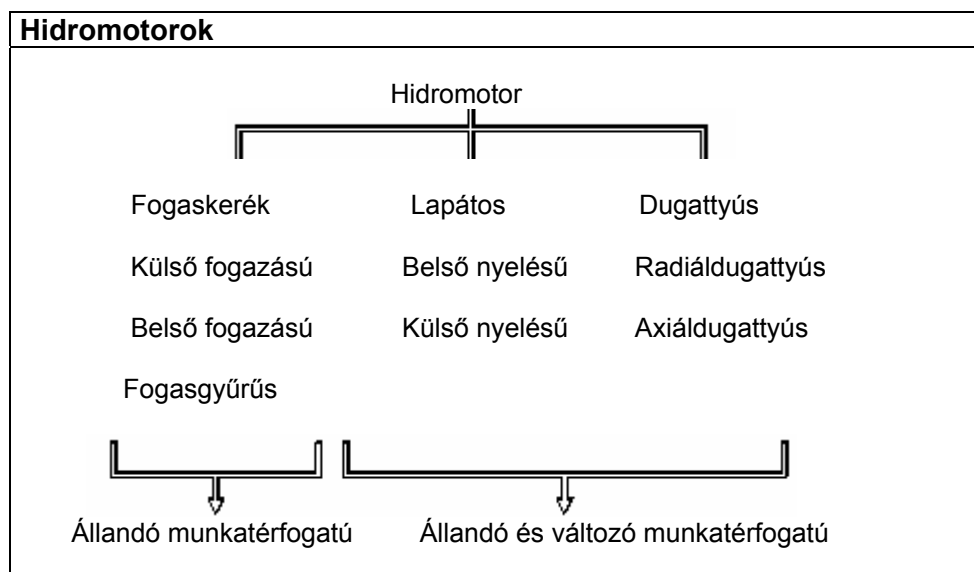 Hidromotorok
Hidromotor
Fogaskerék Lapátos Dugattyús
Külső fogazású Belső nyelésű Radiáldugattyús
Belső fogazású Külső nyelésű Axiáldugattyús
Fogasgyűrűs
Állandó munkatérfogatú Állandó és változó munkatérfogatú